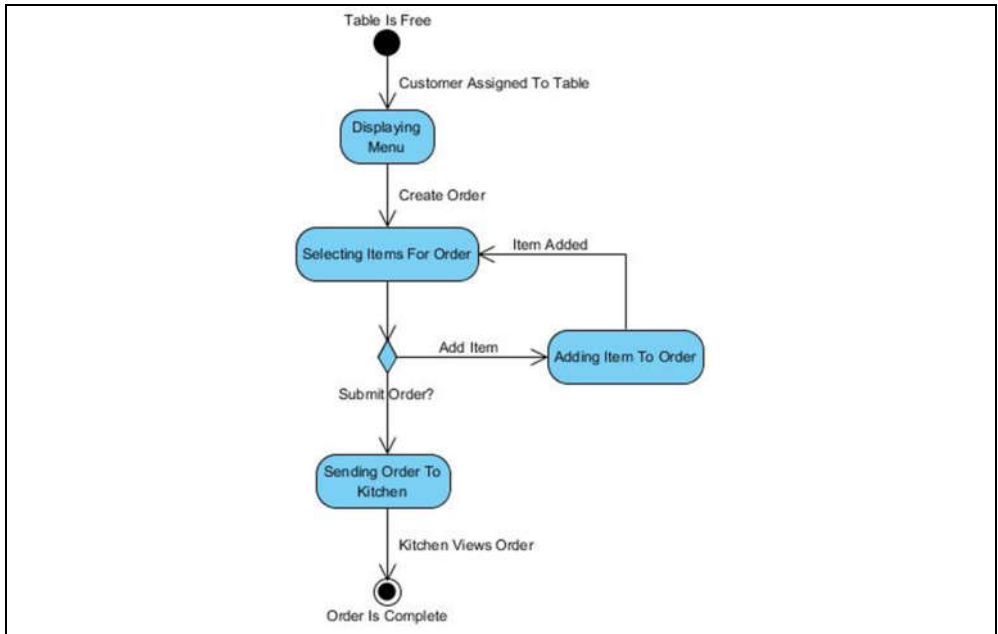 Table Is Free
Customer Assigned To Table
Displaying
Menu
Create Order
Selecting Items For Order
Item Added
Add Item
Adding Item To Order
Submit Order?
Sending Order To
Kitchen
Kitchen Views Order
Order Is Complete